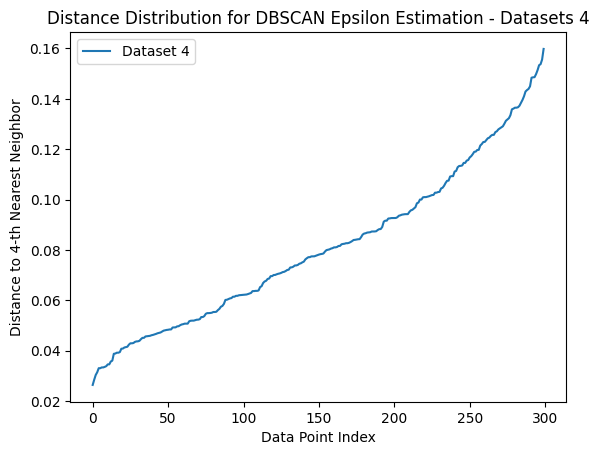 Distance Distribution for DBSCAN Epsilon Estimation - Datasets 4
Dataset 4
Distance to 4-th Nearest Neighbor
0.16
0.14
0.12
0.10
0.08
0.06
0.04
0.02
0 50 100 150 200 250 300
Data Point Index